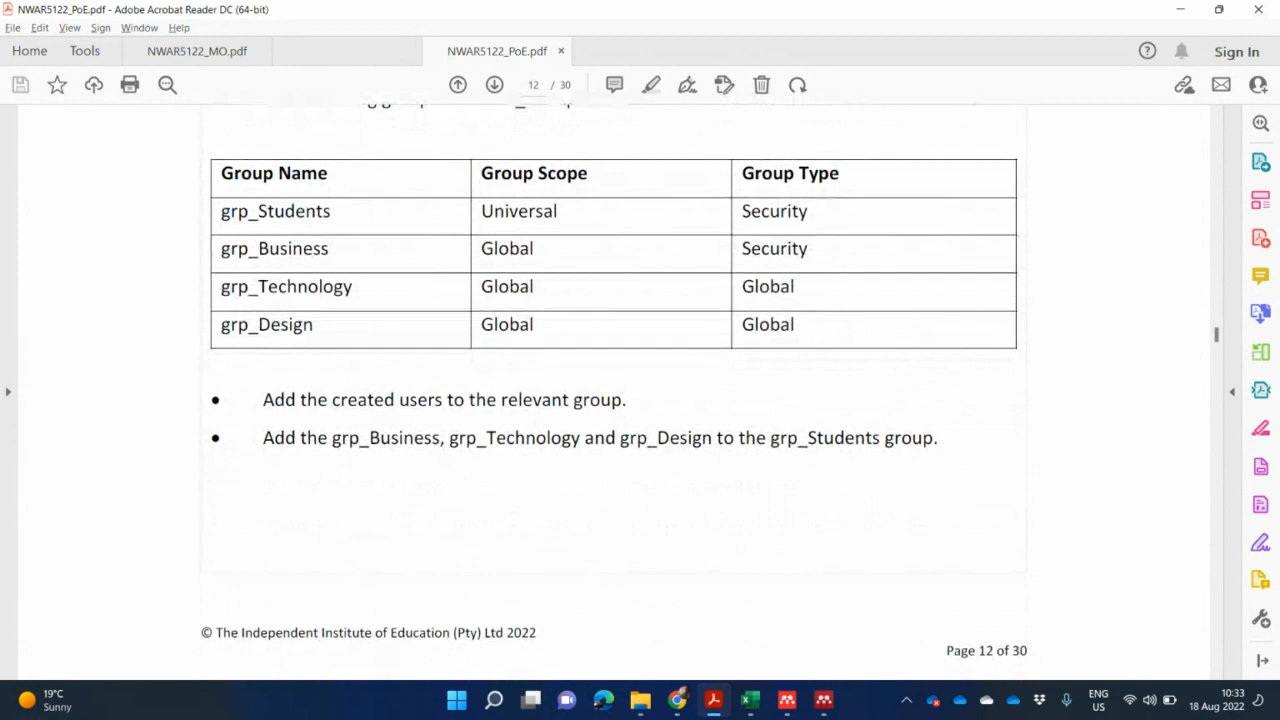 NWAR5122_PoE.pdf - Adobe Acrobat Reader DC (64-bit)
File Edit View Sign Window Help
Home Tools NWAR5122_MO.pdf NWAR5122_PoE.pdf × Sign In
12 / 30
Group Name Group Scope Group Type
grp_Students Universal Security
grp_Business Global Security
grp_Technology Global Global
grp_Design Global Global
• Add the created users to the relevant group.
• Add the grp_Business, grp_Technology and grp_Design to the grp_Students group.
© The Independent Institute of Education (Pty) Ltd 2022
Page 12 of 30
19°C
Sunny
ENG
US
10:33
18 Aug 2022